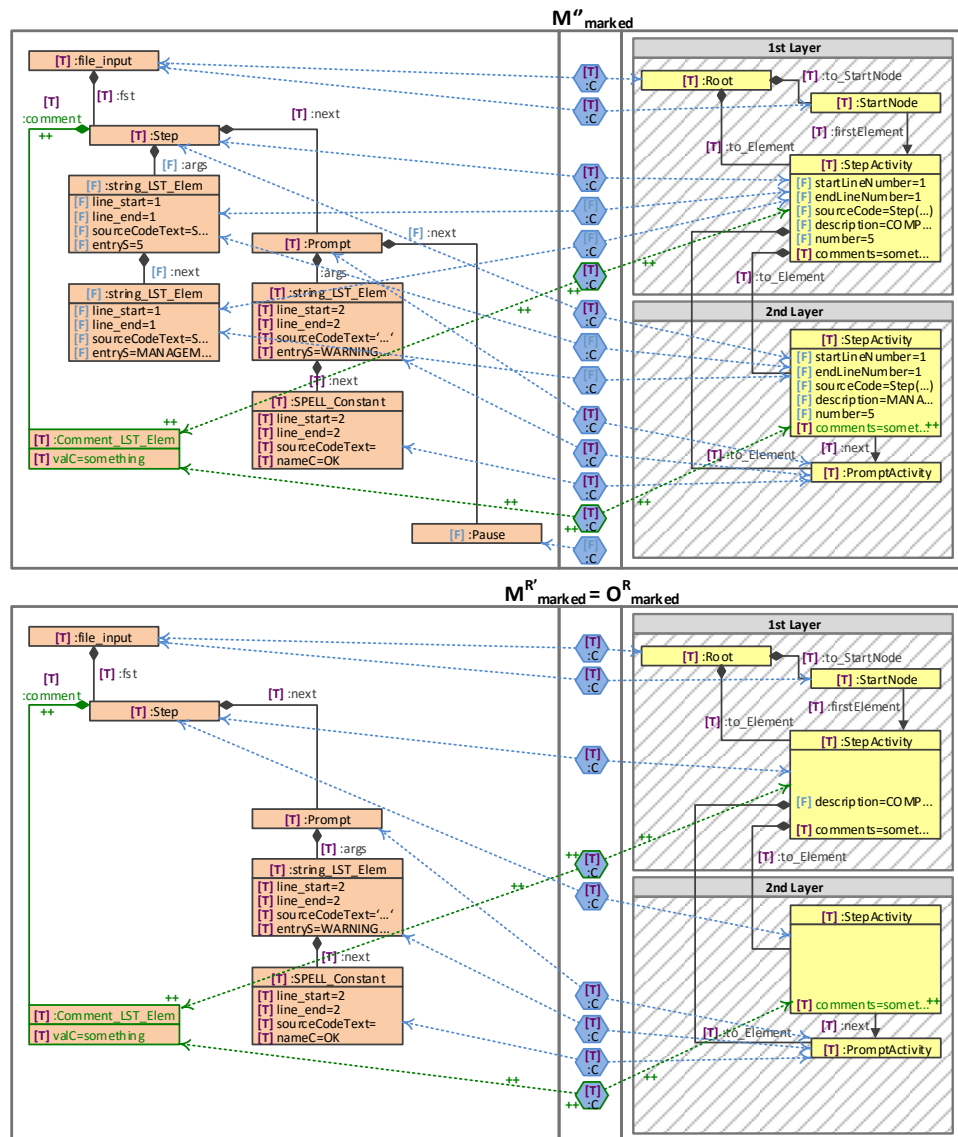 M″marked
[T] :file_input
[T] :fst
[T]
:comment
++
[T] :next
[T] :Step
[F] :args
[F] :string_LST_Elem
[F] line_start=1
[F] line_end=1
[F] sourceCodeText=S...
[F] entryS=5
[F] :next
[F] :string_LST_Elem
[F] line_start=1
[F] line_end=1
[F] sourceCodeText=S...
[F] entryS=MANAGEM...
[T] :Prompt
[F] :next
[T] :args
[T] :string_LST_Elem
[T] line_start=2
[T] line_end=2
[T] sourceCodeText='...'
[T] entryS=WARNING...
[T] :next
[T] :SPELL_Constant
[T] line_start=2
[T] line_end=2
[T] sourceCodeText=
[T] nameC=OK
++
[T] :Comment_LST_Elem
[T] valC=something
++
[F] :Pause
[T]
:C
[T]
:C
[T]
:C
[F]
:C
[F]
:C
[T]
:C
++
++
[T]
:C
[F]
:C
[F]
:C
[T]
:C
[T]
:C
[T]
:C
++
[T]
:C
++
++
[F]
:C
1st Layer
[T] :Root
[T] :to_StartNode
[T] :StartNode
[T] :firstElement
[T] :to_Element
[T] :StepActivity
[F] startLineNumber=1
[F] endLineNumber=1
[F] sourceCode=Step(...)
[F] description=COMP...
[F] number=5
[T] comments=somet...
[T] :to_Element
2nd Layer
[T] :StepActivity
[F] startLineNumber=1
[F] endLineNumber=1
[F] sourceCode=Step(...)
[F] description=MANA...
[F] number=5
[T] comments=somet... ++
[T] :to_Element
[T] :next
[T] :PromptActivity
M R′ marked = O R marked
[T] :file_input
[T] :fst
[T]
:comment
++
[T] :next
[T] :Step
[T] :Prompt
[T] :args
[T] :string_LST_Elem
[T] line_start=2
[T] line_end=2
[T] sourceCodeText='...'
[T] entryS=WARNING...
[T] :next
[T] :SPELL_Constant
[T] line_start=2
[T] line_end=2
[T] sourceCodeText=
[T] nameC=OK
++
[T] :Comment_LST_Elem
[T] valC=something
++
[T]
:C
[T]
:C
[T]
:C
++
[T]
:C
++
[T]
:C
[T]
:C
[T]
:C
[T]
:C
++
[T]
:C
++
++
1st Layer
[T] :Root
[T] :to_StartNode
[T] :StartNode
[T] :firstElement
[T] :to_Element
[T] :StepActivity
[F] description=COMP...
[T] comments=somet...
[T] :to_Element
2nd Layer
[T] :StepActivity
[T] comments=somet... ++
[T] :to_Element
[T] :next
[T] :PromptActivity